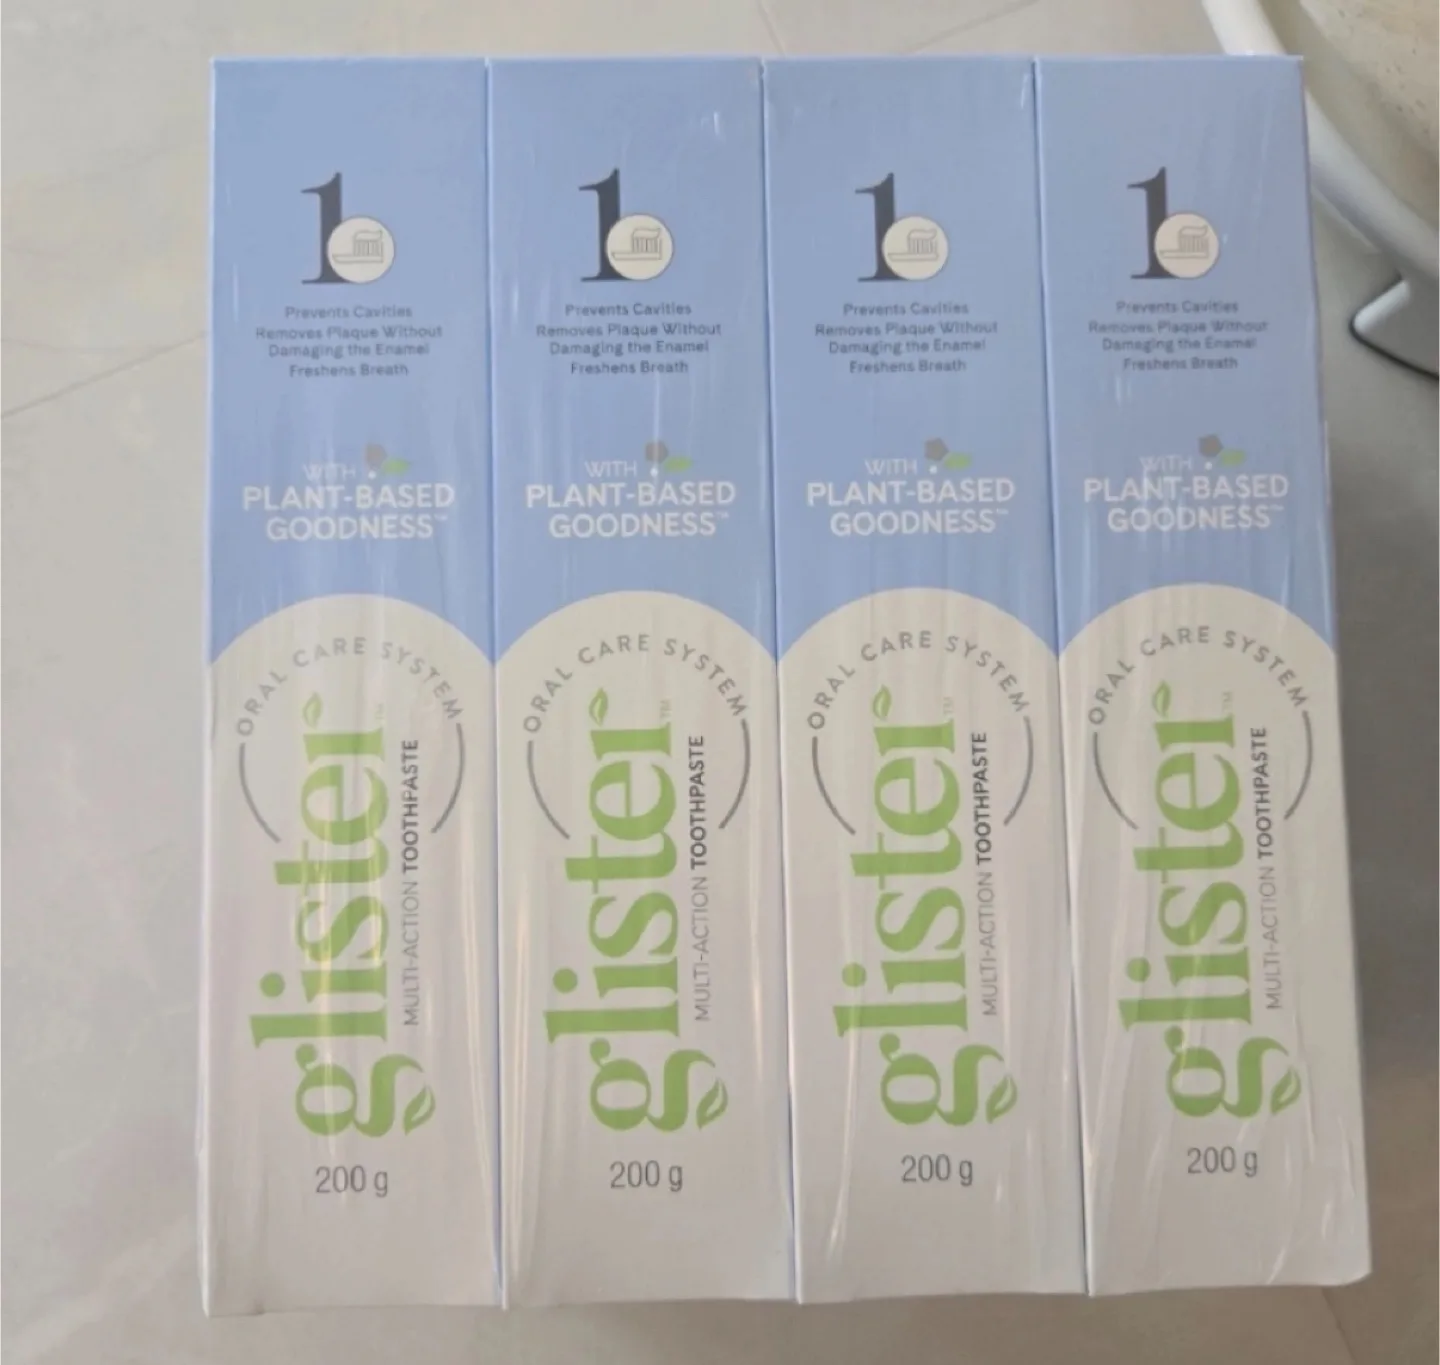 1
Prevents Cavities
Removes Plaque Without
Damaging the Enamel
Freshens Breath
WITH
PLANT-BASED
GOODNESS™
ORAL CARE SYSTEM
glister™
MULTI-ACTION TOOTHPASTE
200 g
1
Prevents Cavities
Removes Plaque Without
Damaging the Enamel
Freshens Breath
WITH
PLANT-BASED
GOODNESS™
ORAL CARE SYSTEM
glister™
MULTI-ACTION TOOTHPASTE
200 g
1
Prevents Cavities
Removes Plaque Without
Damaging the Enamel
Freshens Breath
WITH
PLANT-BASED
GOODNESS™
ORAL CARE SYSTEM
glister™
MULTI-ACTION TOOTHPASTE
200 g
1
Prevents Cavities
Removes Plaque Without
Damaging the Enamel
Freshens Breath
WITH
PLANT-BASED
GOODNESS™
ORAL CARE SYSTEM
glister™
MULTI-ACTION TOOTHPASTE
200 g